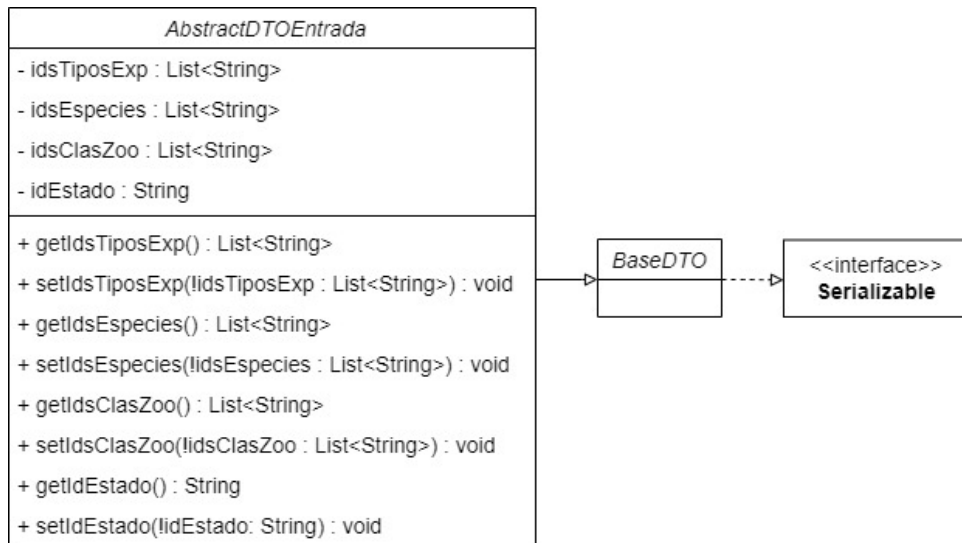 AbstractDTOEntrada
- idsTiposExp : List<String>
- idsEspecies : List<String>
- idsClasZoo : List<String>
- idEstado : String
+ getIdsTiposExp() : List<String>
+ setIdsTiposExp(!idsTiposExp : List<String>) : void
+ getIdsEspecies() : List<String>
+ setIdsEspecies(!idsEspecies : List<String>) : void
+ getIdsClasZoo() : List<String>
+ setIdsClasZoo(!idsClasZoo : List<String>) : void
+ getIdEstado() : String
+ setIdEstado(!idEstado: String) : void
BaseDTO
<<interface>>
Serializable